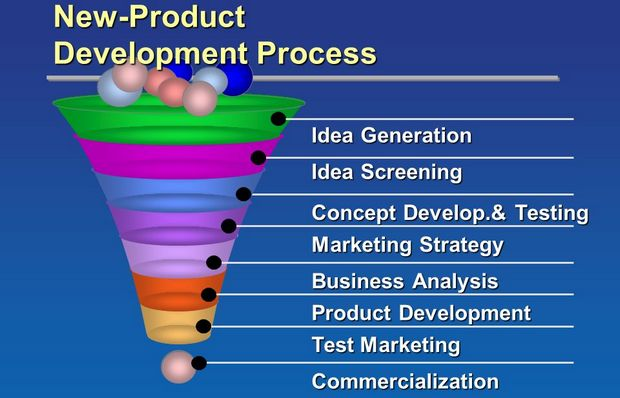 New-Product
Development Process
Idea Generation
Idea Screening
Concept Develop.& Testing
Marketing Strategy
Business Analysis
Product Development
Test Marketing
Commercialization